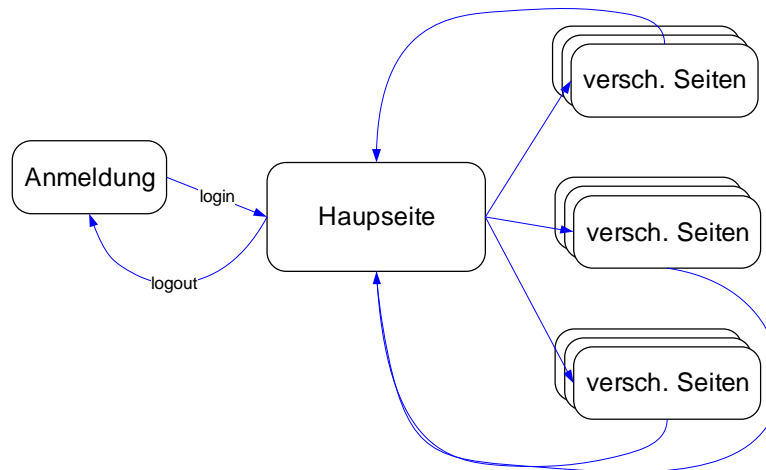 versch. Seiten
Anmeldung
login
Haupseite
versch. Seiten
logout
versch. Seiten